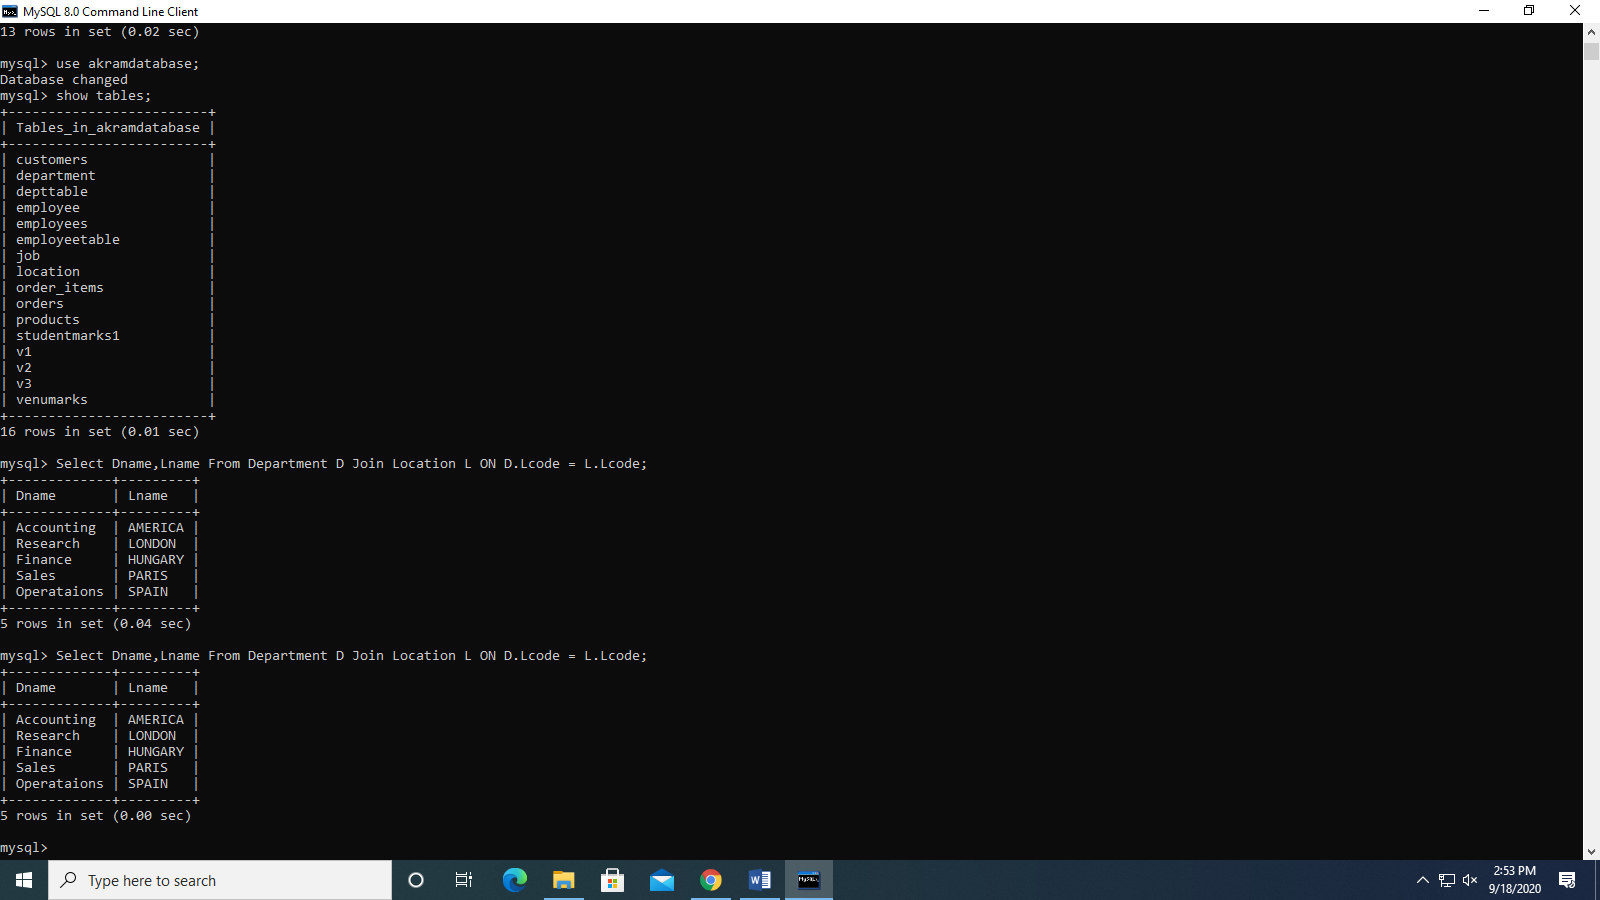 MySQL 8.0 Command Line Client
13 rows in set (0.02 sec)
mysql> use akramdatabase;
Database changed
mysql> show tables;
+-------------------------+
| Tables_in_akramdatabase |
+-------------------------+
| customers               |
| department              |
| depttable               |
| employee                |
| employees               |
| employeetable           |
| job                     |
| location                |
| order_items             |
| orders                  |
| products                |
| studentmarks1           |
| v1                      |
| v2                      |
| v3                      |
| venumarks               |
+-------------------------+
16 rows in set (0.01 sec)
mysql> Select Dname,Lname From Department D Join Location L ON D.Lcode = L.Lcode;
+-------------+---------+
| Dname       | Lname   |
+-------------+---------+
| Accounting  | AMERICA |
| Research    | LONDON  |
| Finance     | HUNGARY |
| Sales       | PARIS   |
| Operataions | SPAIN   |
+-------------+---------+
5 rows in set (0.04 sec)
mysql> Select Dname,Lname From Department D Join Location L ON D.Lcode = L.Lcode;
+-------------+---------+
| Dname       | Lname   |
+-------------+---------+
| Accounting  | AMERICA |
| Research    | LONDON  |
| Finance     | HUNGARY |
| Sales       | PARIS   |
| Operataions | SPAIN   |
+-------------+---------+
5 rows in set (0.00 sec)
mysql>
Type here to search
2:53 PM
9/18/2020